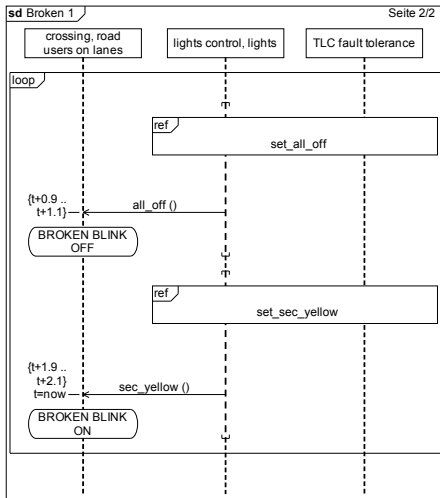 sd Broken 1 Seite 2/2
crossing, road
users on lanes
lights control, lights
TLC fault tolerance
loop
ref
set_all_off
{t+0.9 ..
t+1.1}
all_off ()
BROKEN BLINK
OFF
ref
set_sec_yellow
{t+1.9 ..
t+2.1}
t=now
sec_yellow ()
BROKEN BLINK
ON